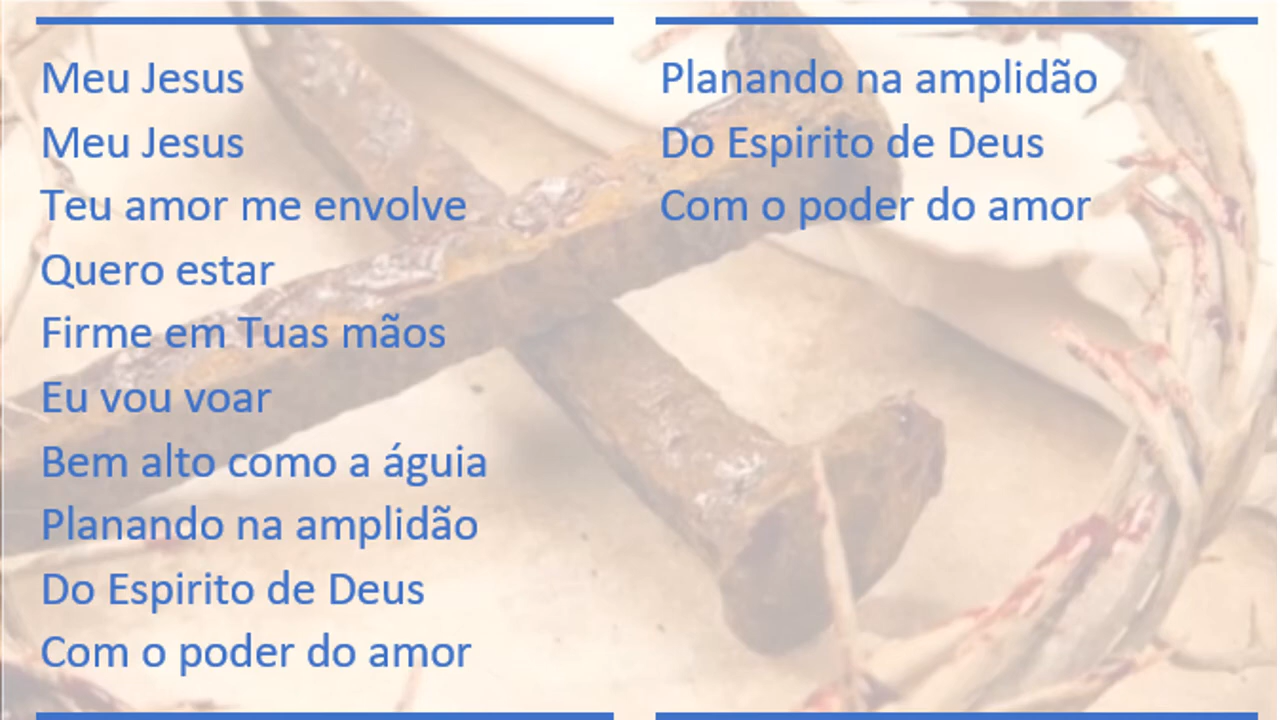 Meu Jesus
Meu Jesus
Teu amor me envolve
Quero estar
Firme em Tuas mãos
Eu vou voar
Bem alto como a águia
Planando na amplidão
Do Espirito de Deus
Com o poder do amor
Planando na amplidão
Do Espirito de Deus
Com o poder do amor